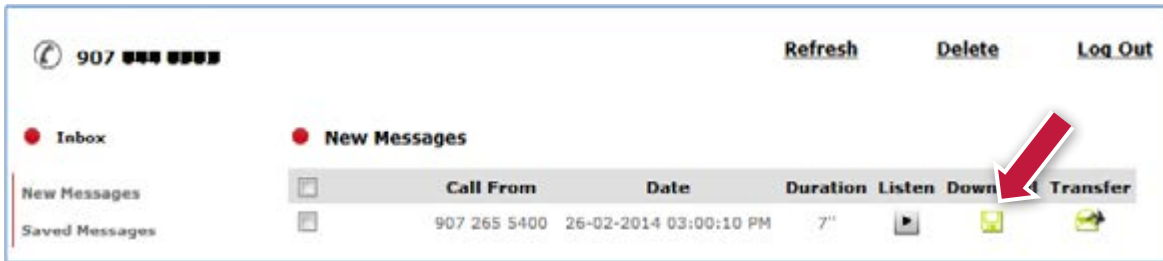 907
Refresh Delete Log Out
Inbox
New Messages
New Messages
Saved Messages
Call From Date Duration Listen Transfer
907 265 5400 26-02-2014 03:00:10 PM 7"